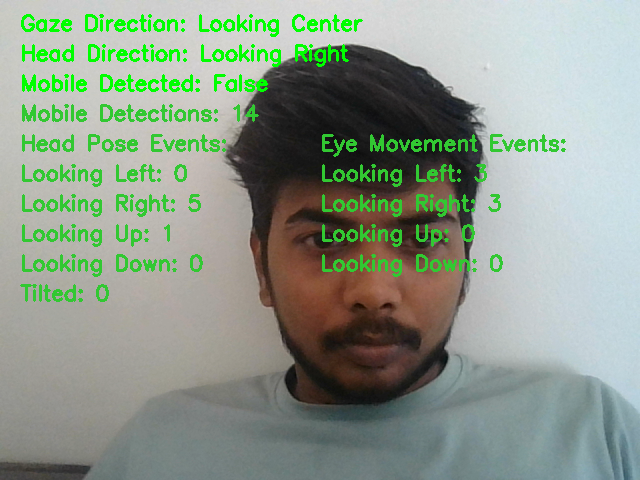 Gaze Direction: Looking Center
Head Direction: Looking Right
Mobile Detected: False
Mobile Detections: 14
Head Pose Events:
Looking Left: 0
Looking Right: 5
Looking Up: 1
Looking Down: 0
Tilted: 0
Eye Movement Events:
Looking Left: 3
Looking Right: 3
Looking Up: 0
Looking Down: 0